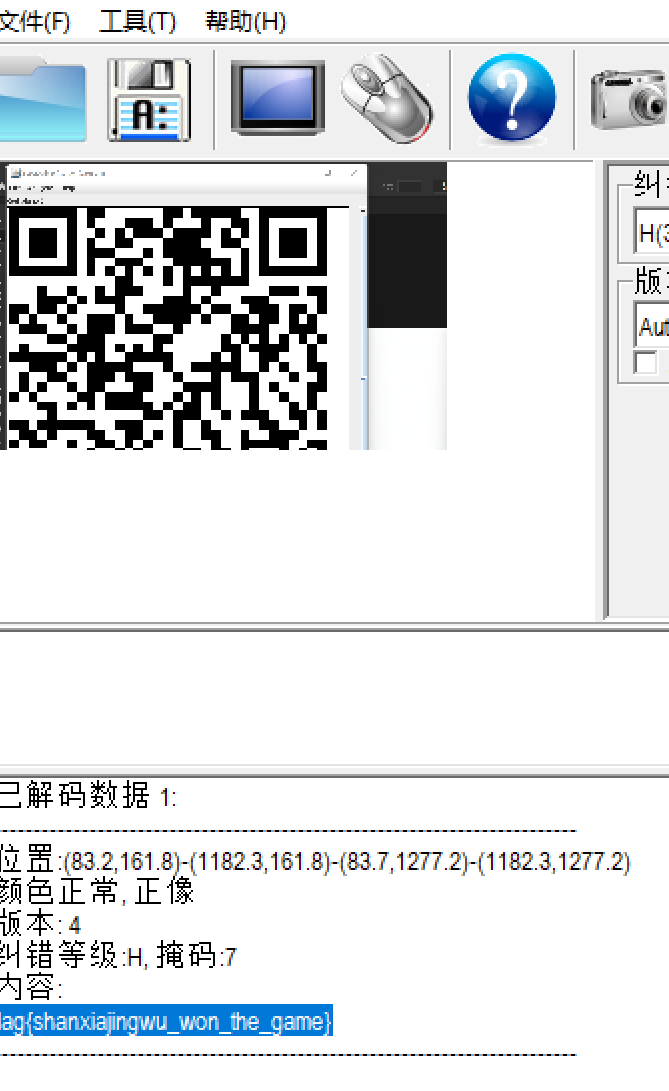 文件(F) 工具(T) 帮助(H)
A:
?
H(3
版
Aut
已解码数据 1:
位置:(83.2,161.8)-(1182.3,161.8)-(83.7,1277.2)-(1182.3,1277.2)
颜色正常, 正像
版本: 4
纠错等级:H, 掩码:7
内容:
lag{shanxiajingwu_won_the_game}